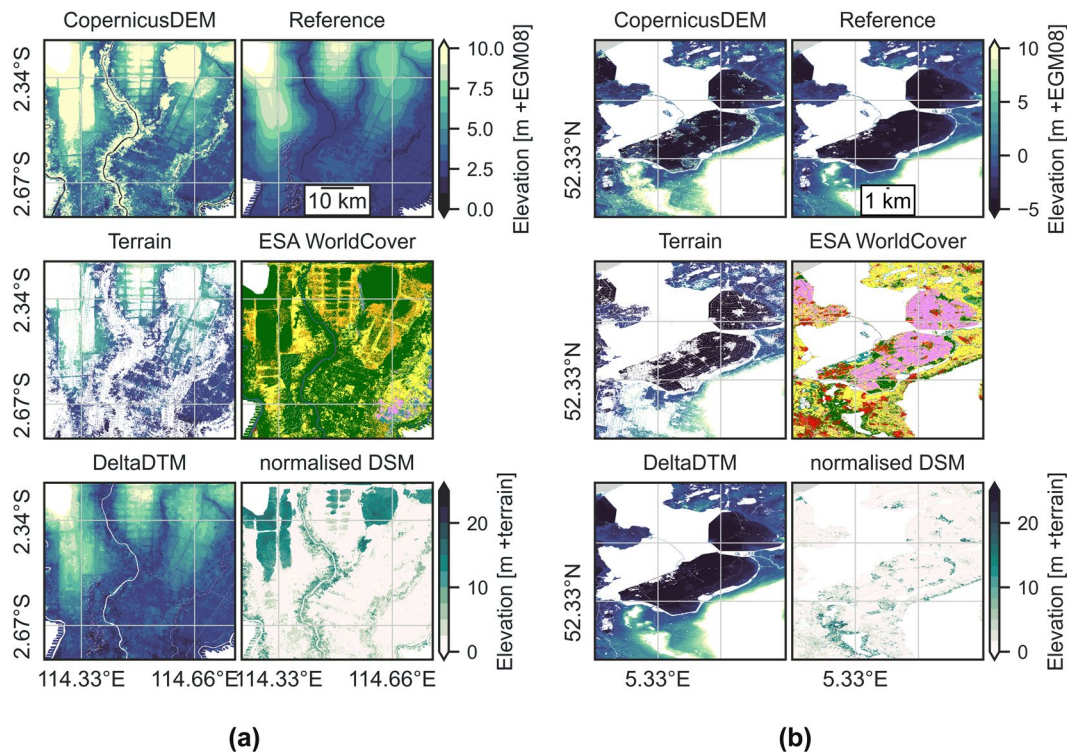 CopernicusDEM Reference
2.34°S
2.67°S
10.0
7.5
5.0
2.5
0.0
Elevation [m +EGM08]
10 km
Terrain ESA WorldCover
2.34°S
2.67°S
DeltaDTM normalised DSM
2.34°S
2.67°S
20
10
0
Elevation [m +terrain]
114.33°E 114.66°E 114.33°E 114.66°E
(a)
CopernicusDEM Reference
52.33°N
10
5
0
−5
Elevation [m +EGM08]
1 km
Terrain ESA WorldCover
52.33°N
DeltaDTM normalised DSM
52.33°N
20
10
0
Elevation [m +terrain]
5.33°E 5.33°E
(b)